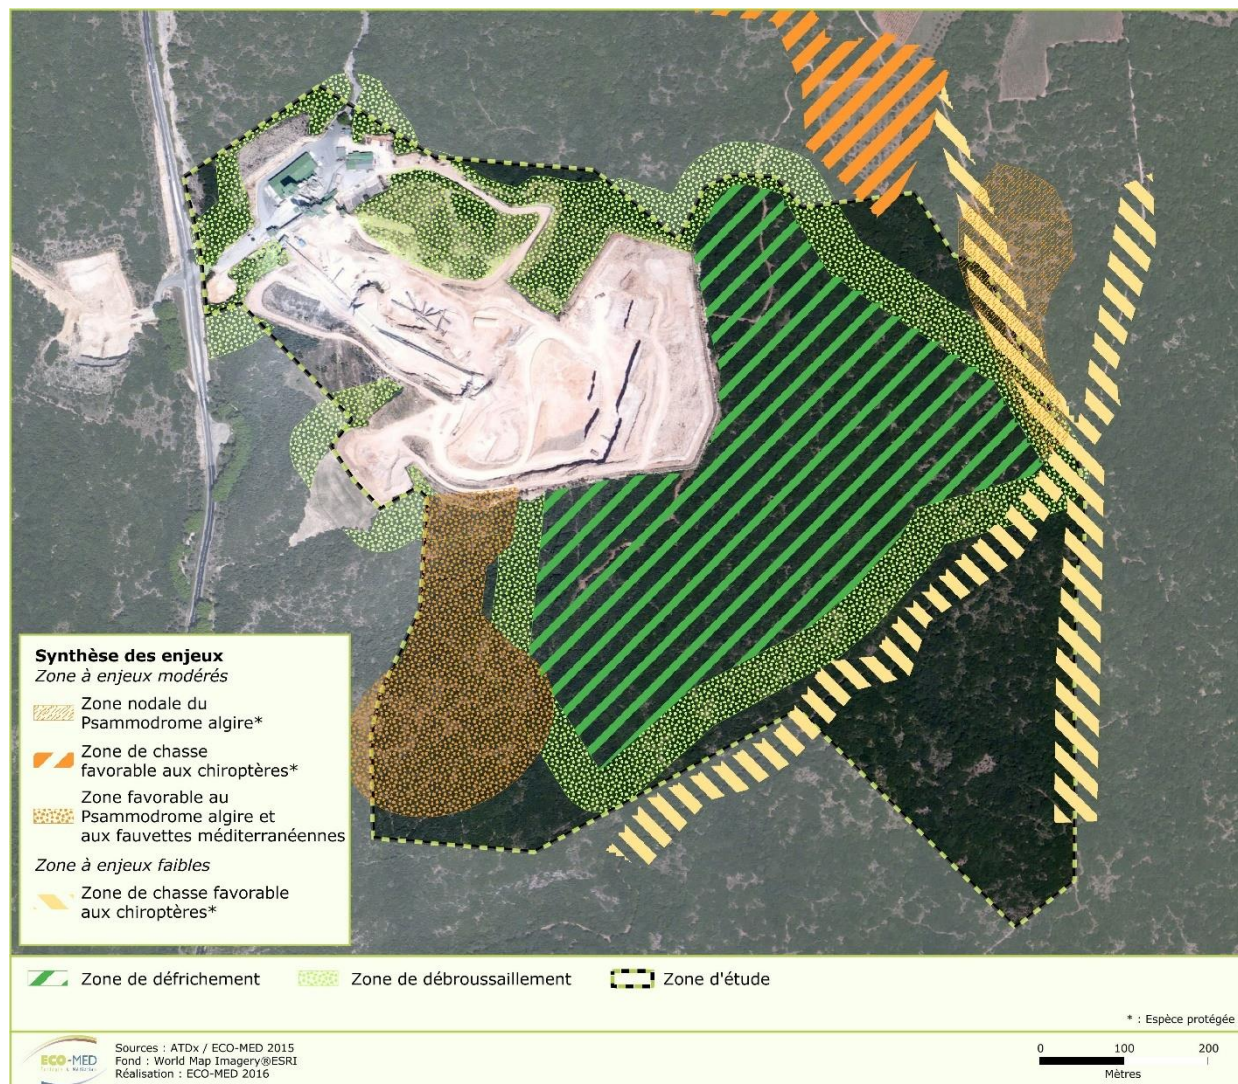 Synthèse des enjeux
Zone à enjeux modérés
Zone nodale du
Psammodrome algire*
Zone de chasse
favorable aux chiroptères*
Zone favorable au
Psammodrome algire et
aux fauvettes méditerranéennes
Zone à enjeux faibles
Zone de chasse favorable
aux chiroptères*
Zone de défrichement
Zone de débroussaillement
Zone d'étude
* : Espèce protégée
ECO-MED
Sources : ATDx / ECO-MED 2015
Fond : World Map Imagery®ESRI
Réalisation : ECO-MED 2016
0 100 200
Mètres